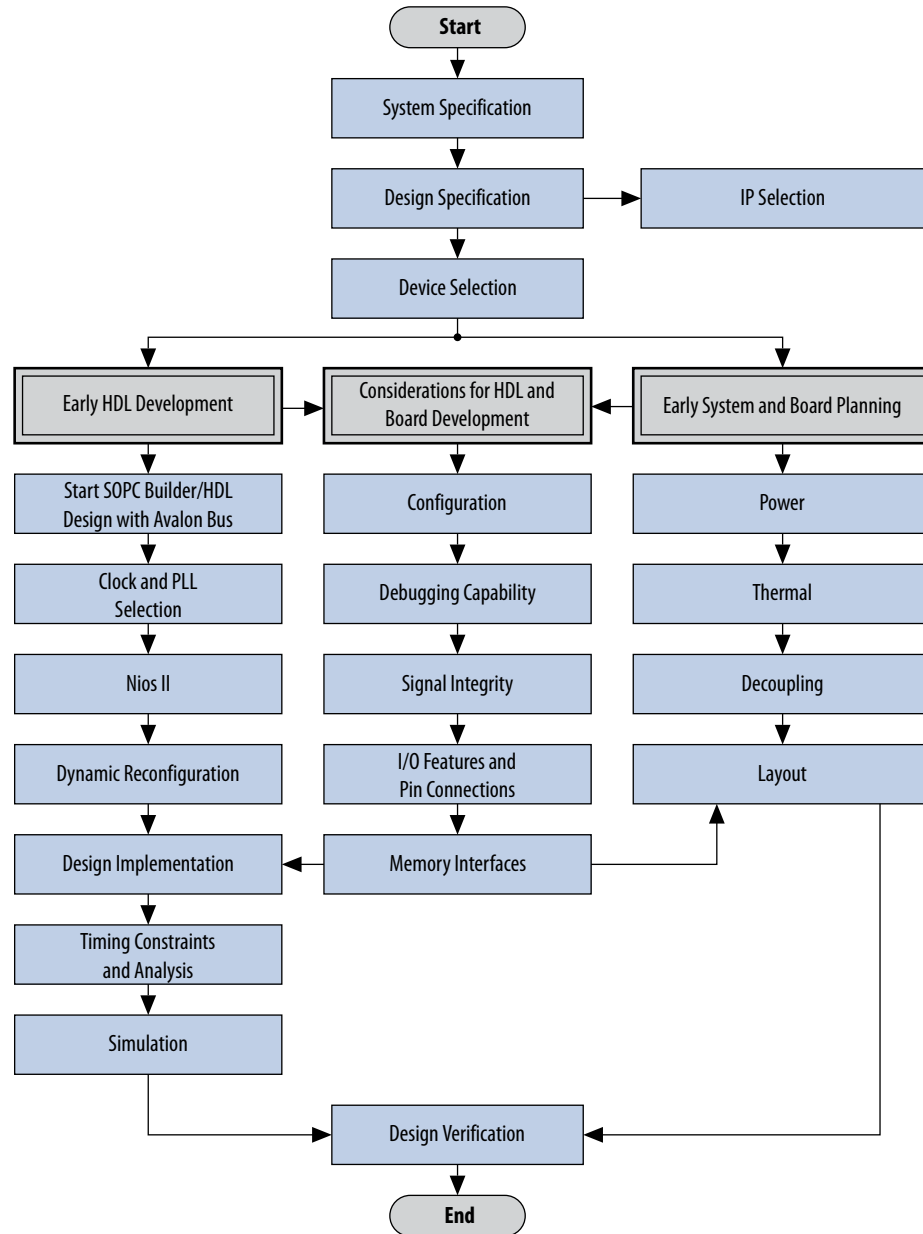 Start
System Specification
Design Specification
IP Selection
Device Selection
Early HDL Development
Considerations for HDL and
Board Development
Early System and Board Planning
Start SOPC Builder/HDL
Design with Avalon Bus
Configuration
Power
Clock and PLL
Selection
Debugging Capability
Thermal
Nios II
Signal Integrity
Decoupling
Dynamic Reconfiguration
I/O Features and
Pin Connections
Layout
Design Implementation
Memory Interfaces
Timing Constraints
and Analysis
Simulation
Design Verification
End